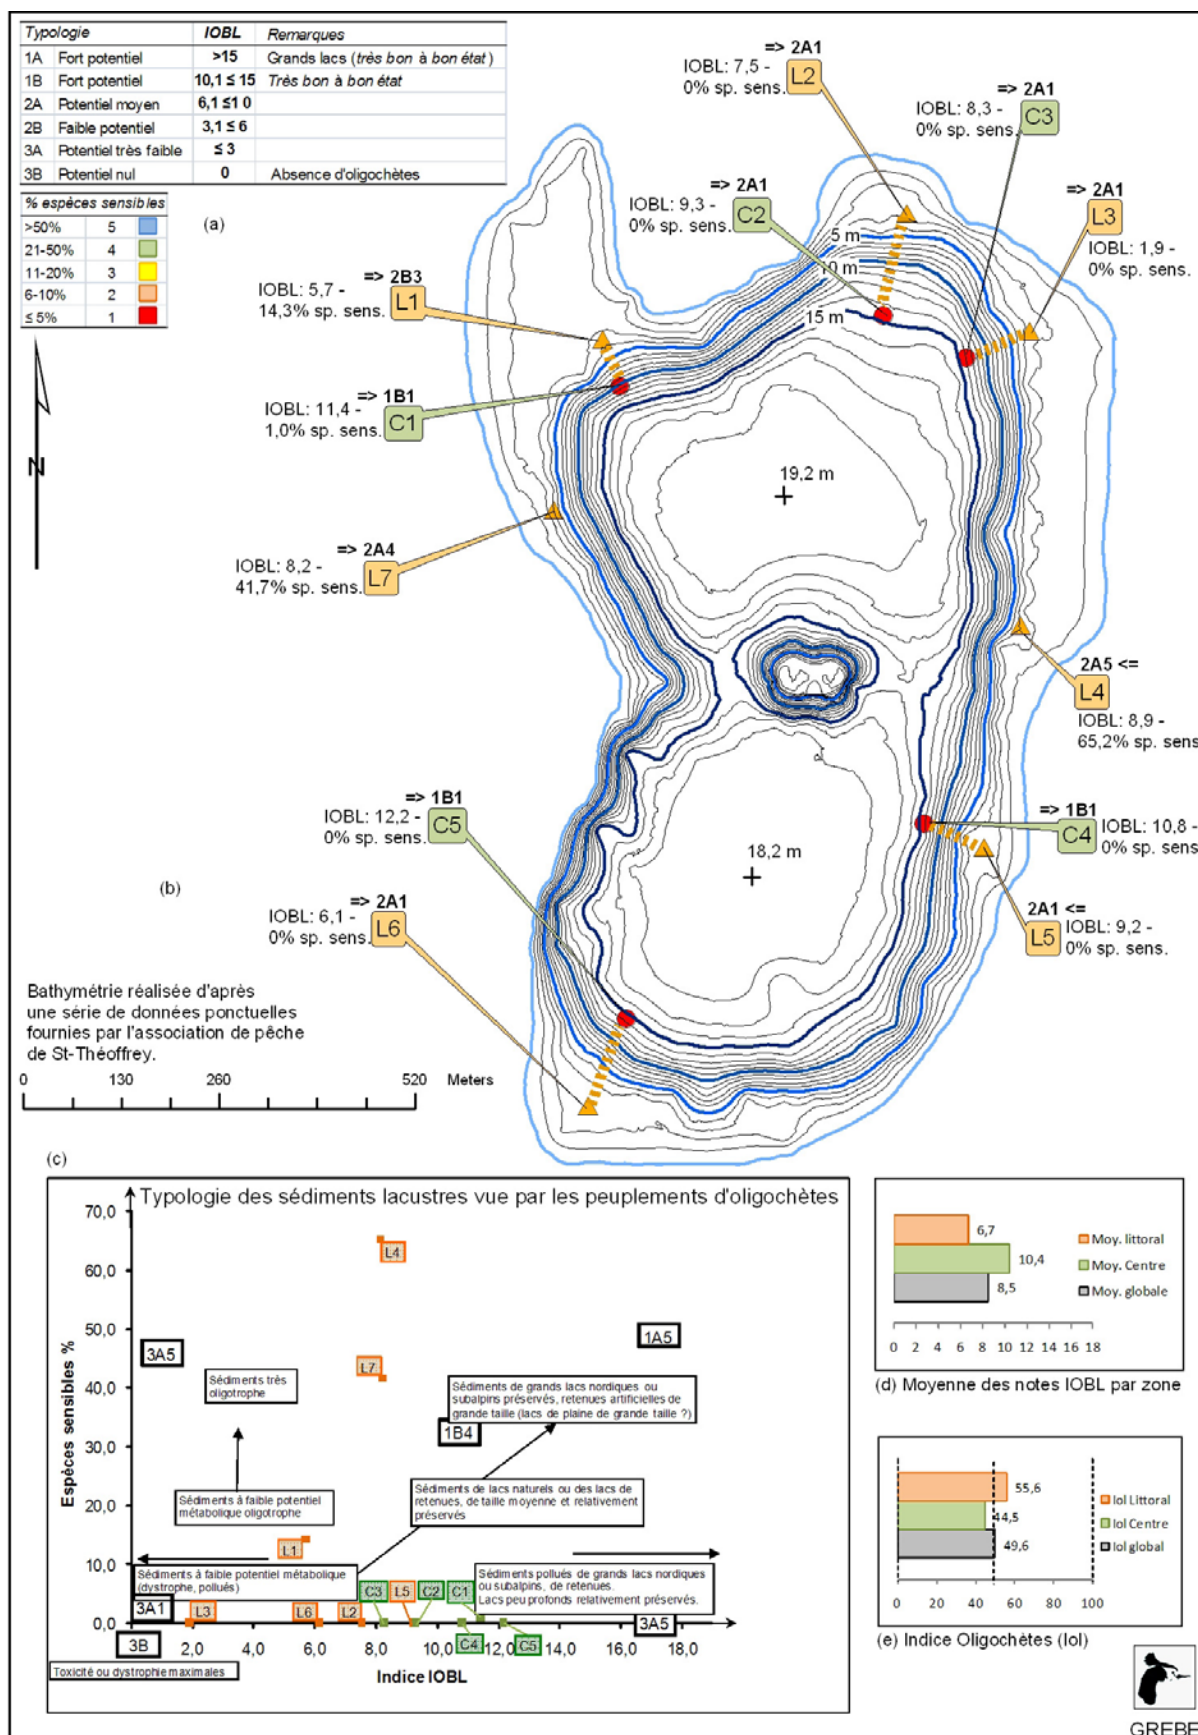 Typologie IOBL Remarques
1A Fort potentiel >15 Grands lacs (très bon à bon état)
1B Fort potentiel 10,1 ≤ 15 Très bon à bon état
2A Potentiel moyen 6,1 ≤1 0
2B Faible potentiel 3,1 ≤ 6
3A Potentiel très faible ≤ 3
3B Potentiel nul 0 Absence d'oligochètes
% espèces sensibles
>50% 5
21-50% 4
11-20% 3
6-10% 2
≤ 5% 1
(a)
N
=> 2A1
IOBL: 7,5 -
0% sp. sens.
L2
=> 2A1
IOBL: 8,3 -
0% sp. sens.
C3
=> 2A1
IOBL: 9,3 -
0% sp. sens.
C2
=> 2A1
L3
IOBL: 1,9 -
0% sp. sens.
5 m
10 m
15 m
=> 2B3
IOBL: 5,7 -
14,3% sp. sens.
L1
=> 1B1
IOBL: 11,4 -
1,0% sp. sens.
C1
19,2 m
=> 2A4
IOBL: 8,2 -
41,7% sp. sens.
L7
2A5 <=
L4
IOBL: 8,9 -
65,2% sp. sens
=> 1B1
IOBL: 12,2 -
0% sp. sens.
C5
=> 1B1
C4
IOBL: 10,8 -
0% sp. sens
18,2 m
(b)
=> 2A1
IOBL: 6,1 -
0% sp. sens.
L6
2A1 <=
L5
IOBL: 9,2 -
0% sp. sens.
Bathymétrie réalisée d'après
une série de données ponctuelles
fournies par l'association de pêche
de St-Théoffrey.
0 130 260 520 Meters
(c)
Typologie des sédiments lacustres vue par les peuplements d'oligochètes
Espèces sensibles %
70,0
60,0
50,0
40,0
30,0
20,0
10,0
0,0
L4
3A5
1A5
L7
Sédiments très
oligotrophe
Sédiments de grands lacs nordiques ou
subalpins préservés, retenues artificielles de
grande taille (lacs de plaine de grande taille ?)
1B4
Sédiments à faible potentiel
métabolique oligotrophe
Sédiments de lacs naturels ou des lacs de
retenues, de taille moyenne et relativement
préservés
L1
Sédiments à faible potentiel métabolique
(dystrophe, pollués)
Sédiments pollués de grands lacs nordiques
ou subalpins, de retenues.
Lacs peu profonds relativement préservés.
C3 L5 C2 C1
3A1 L3 L6 L2 3A5
3B
C4 C5
2,0 4,0 6,0 8,0 10,0 12,0 14,0 16,0 18,0
Toxicité ou dystrophie maximales
Indice IOBL
6,7
10,4
8,5
Moy. littoral
Moy. Centre
Moy. globale
0 2 4 6 8 10 12 14 16 18
(d) Moyenne des notes IOBL par zone
55,6
44,5
49,6
Iol Littoral
Iol Centre
Iol global
0 20 40 60 80 100
(e) Indice Oligochètes (Iol)
GREBE